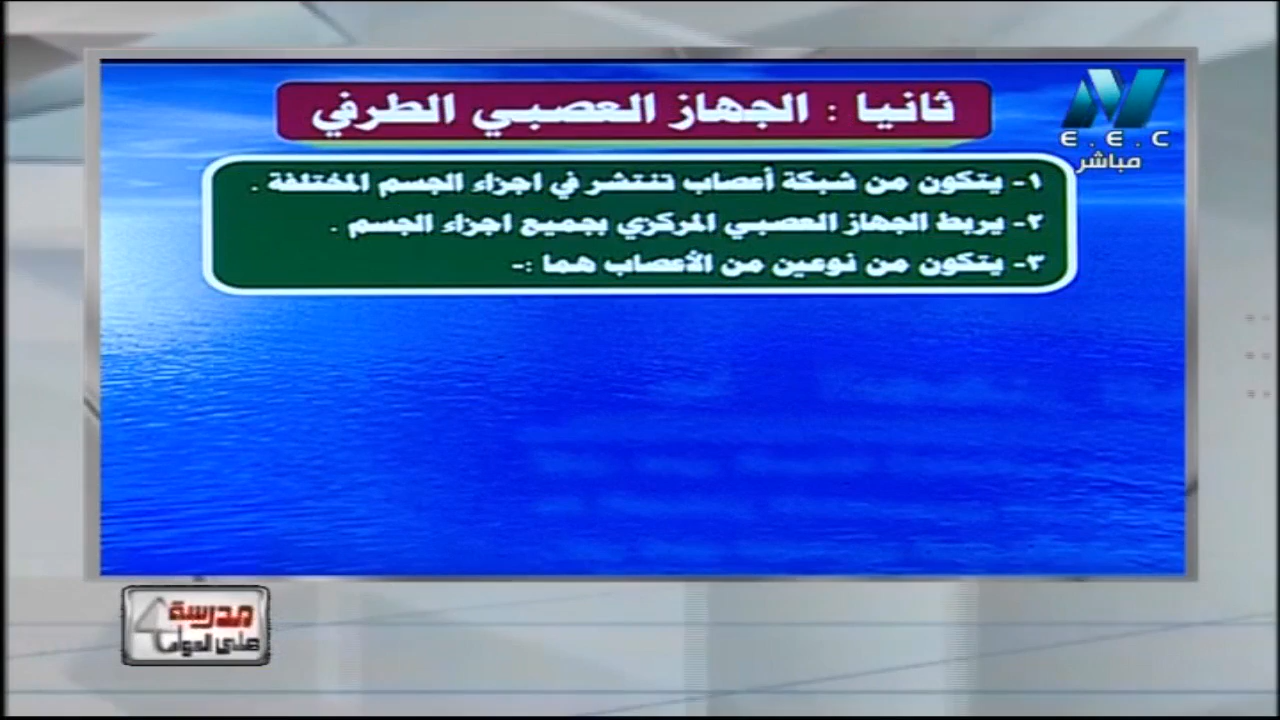 ثانيا : الجهاز العصبي الطرفي
E.E.C
مباشر
١- يتكون من شبكة أعصاب تنتشر في اجزاء الجسم المختلفة .
٢- يربط الجهاز العصبي المركزي بجميع اجزاء الجسم .
٣- يتكون من نوعين من الأعصاب هما :-
مدرسة
على الهواء